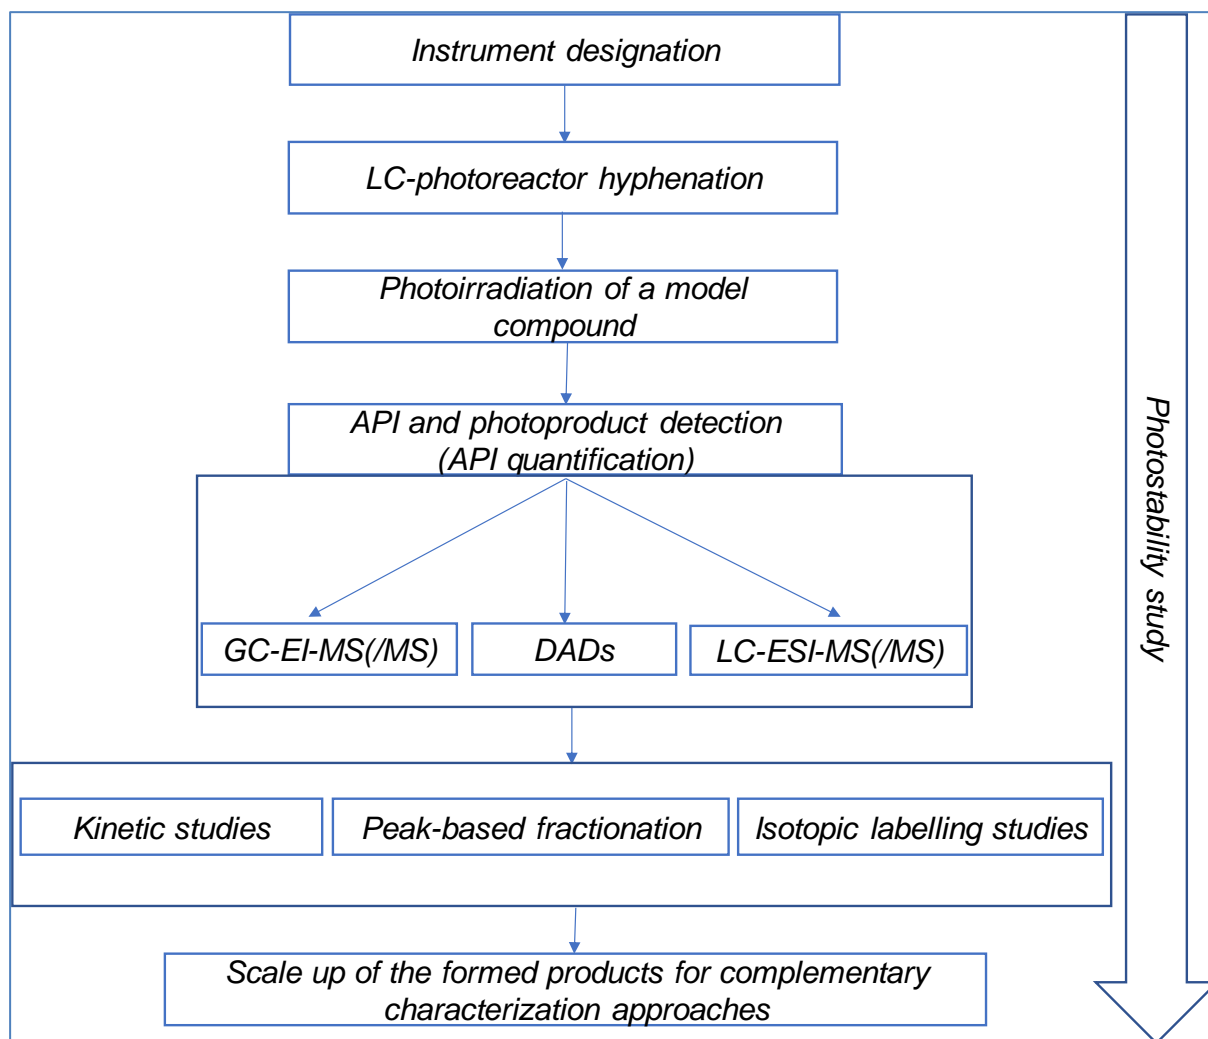 Instrument designation
LC-photoreactor hyphenation
Photoirradiation of a model
compound
API and photoproduct detection
(API quantification)
GC-EI-MS(/MS)
DADs
LC-ESI-MS(/MS)
Kinetic studies
Peak-based fractionation
Isotopic labelling studies
Scale up of the formed products for complementary
characterization approaches
Photostability study